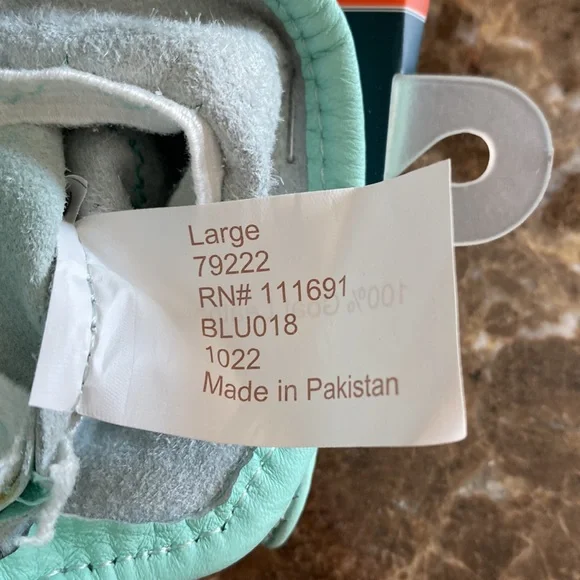 Large
79222
RN# 111691
BLU018
1022
Made in Pakistan